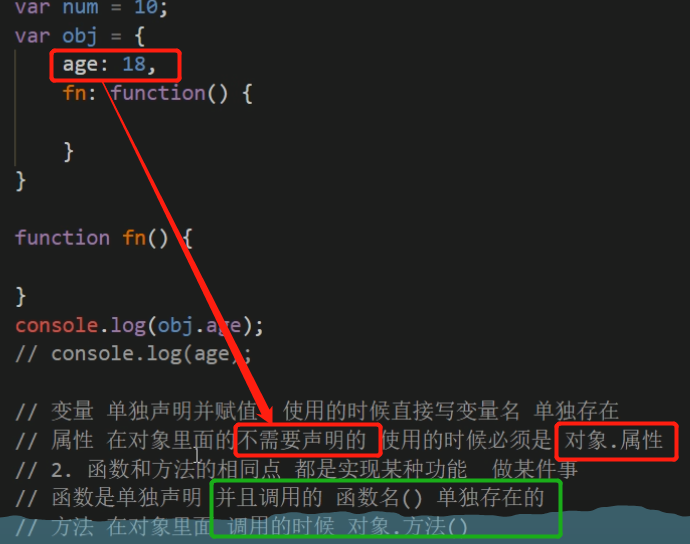 var num = 10;
var obj = {
age: 18,
fn: function() {
}
}
function fn() {
}
console.log(obj.age);
// console.log(age);
// 变量 单独声明并赋值 使用的时候直接写变量名 单独存在
// 属性 在对象里面的不需要声明的 使用的时候必须是 对象.属性
// 2. 函数和方法的相同点 都是实现某种功能 做某件事
// 函数是单独声明 并且调用的 函数名() 单独存在的
// 方法 在对象里面 调用的时候 对象.方法()